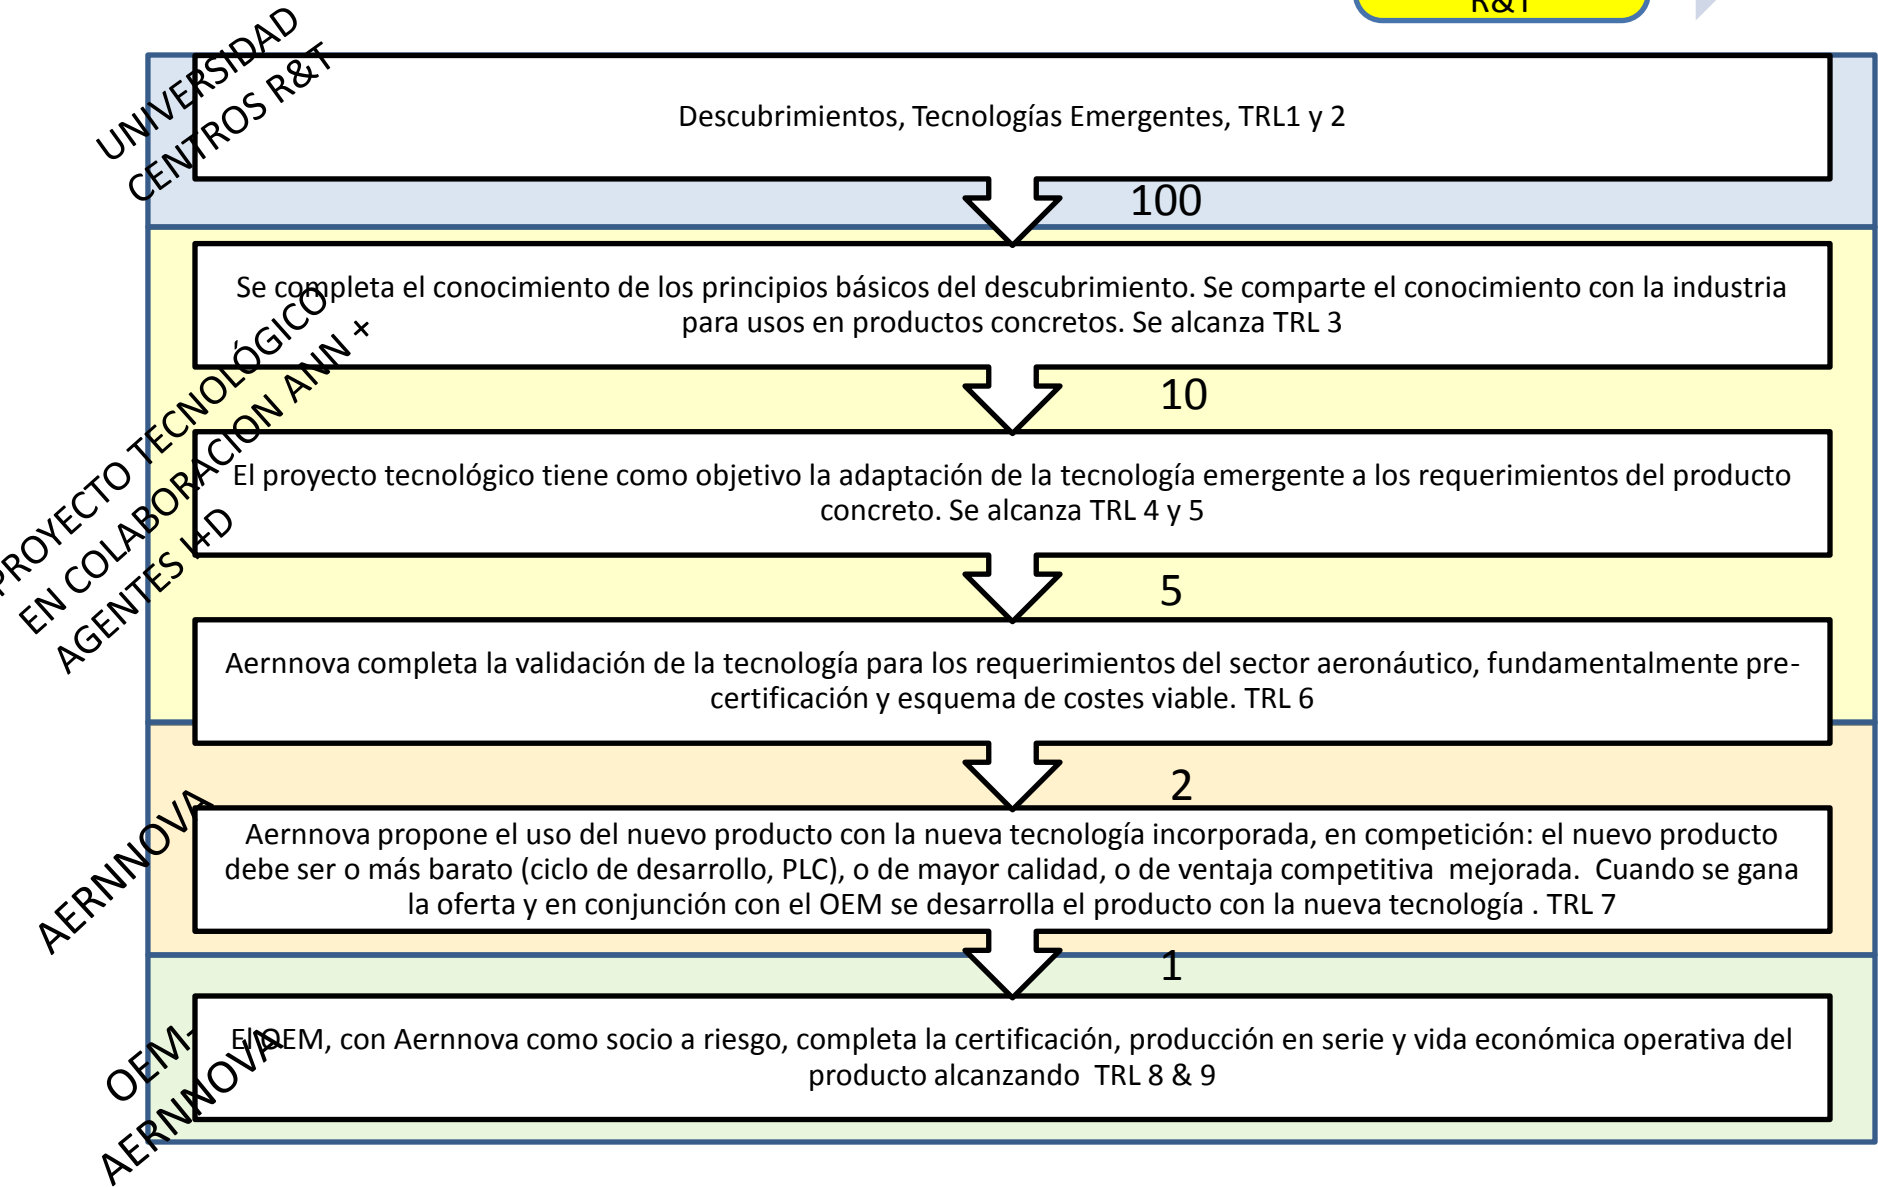 R&T
UNIVERSIDAD
CENTROS R&T
Descubrimientos, Tecnologías Emergentes, TRL1 y 2
100
Se completa el conocimiento de los principios básicos del descubrimiento. Se comparte el conocimiento con la industria
para usos en productos concretos. Se alcanza TRL 3
10
PROYECTO TECNOLÓGICO
EN COLABORACION ANN +
AGENTES I+D
El proyecto tecnológico tiene como objetivo la adaptación de la tecnología emergente a los requerimientos del producto
concreto. Se alcanza TRL 4 y 5
5
Aernnova completa la validación de la tecnología para los requerimientos del sector aeronáutico, fundamentalmente pre-
certificación y esquema de costes viable. TRL 6
2
AERNNOVA
Aernnova propone el uso del nuevo producto con la nueva tecnología incorporada, en competición: el nuevo producto
debe ser o más barato (ciclo de desarrollo, PLC), o de mayor calidad, o de ventaja competitiva  mejorada.  Cuando se gana
la oferta y en conjunción con el OEM se desarrolla el producto con la nueva tecnología . TRL 7
1
OEM-
AERNNOVA
El OEM, con Aernnova como socio a riesgo, completa la certificación, producción en serie y vida económica operativa del
producto alcanzando  TRL 8 & 9